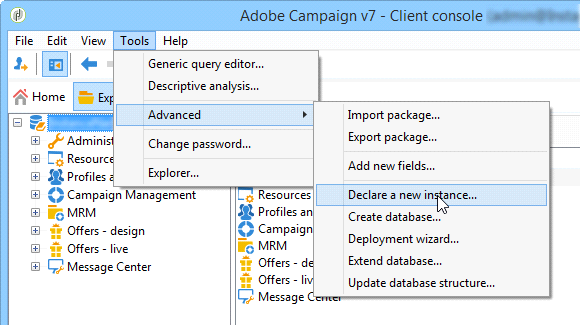 Adobe Campaign v7 - Client console
File Edit View Tools Help
Generic query editor...
Descriptive analysis...
Advanced
Change password...
Explorer...
Import package...
Export package...
Add new fields...
Declare a new instance...
Create database...
Deployment wizard...
Extend database...
Update database structure...
Home Exp
Adminis
Resource
Profiles a
Campaign Management
MRM
Offers - design
Offers - live
Message Center
Resources
Profiles an
Campaign
MRM
Offers - de
Offers - liv
Message Center